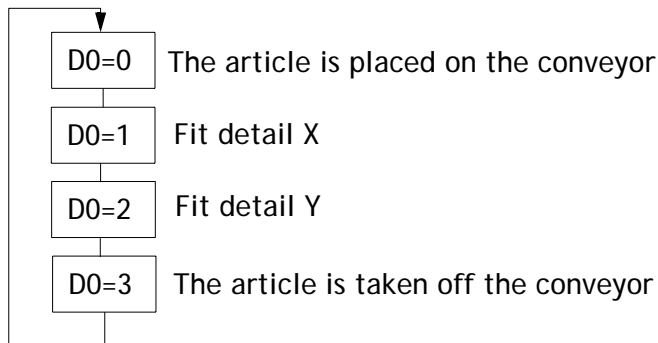 D0=0 The article is placed on the conveyor
D0=1 Fit detail X
D0=2 Fit detail Y
D0=3 The article is taken off the conveyor